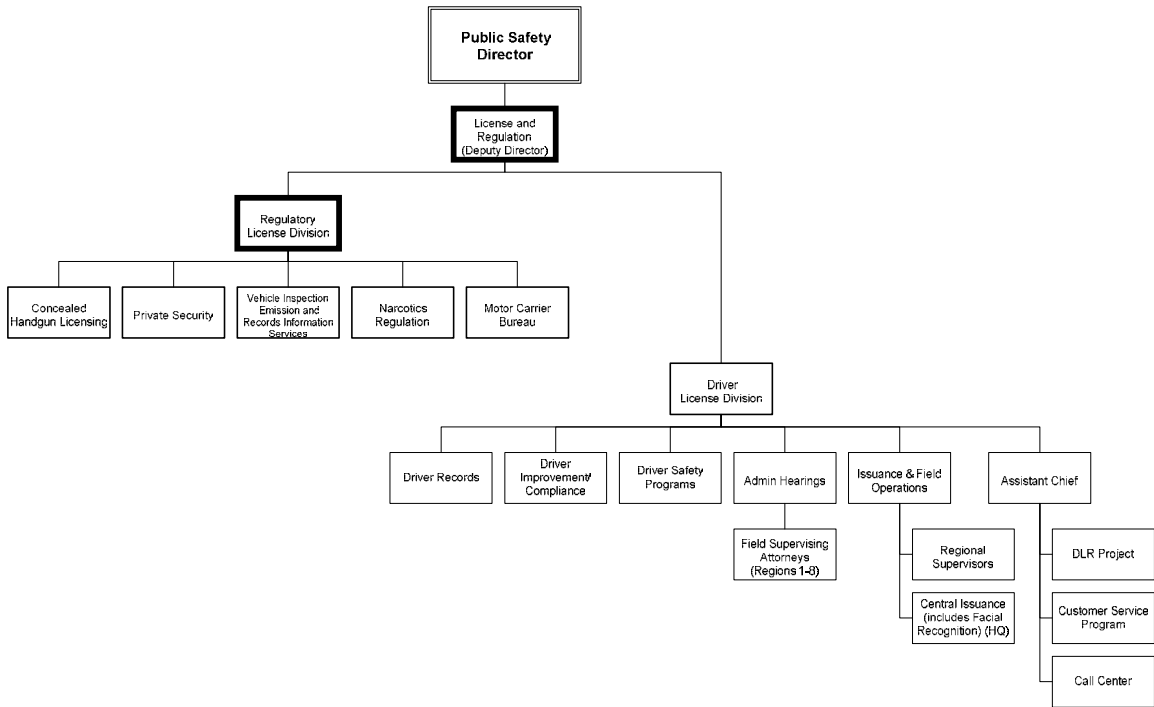 Public Safety
Director
License and
Regulation
(Deputy Director)
Regulatory
License Division
Concealed
Handgun Licensing
Private Security
Vehicle Inspection
Emission and
Records Information
Services
Narcotics
Regulation
Motor Carrier
Bureau
Driver
License Division
Driver Records
Driver
Improvement/
Compliance
Driver Safety
Programs
Admin Hearings
Issuance & Field
Operations
Assistant Chief
Field Supervising
Attorneys
(Regions 1-8)
Regional
Supervisors
DLR Project
Central Issuance
(includes Facial
Recognition) (HQ)
Customer Service
Program
Call Center